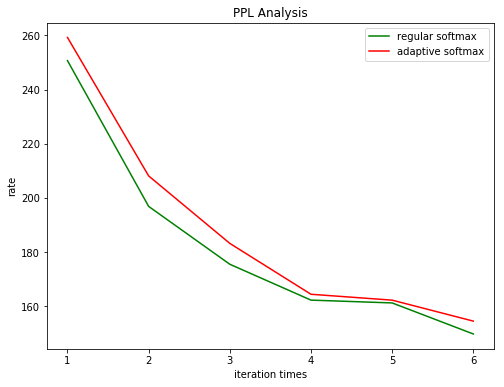 PPL Analysis
regular softmax
adaptive softmax
260
240
220
200
180
160
rate
1 2 3 4 5 6
iteration times